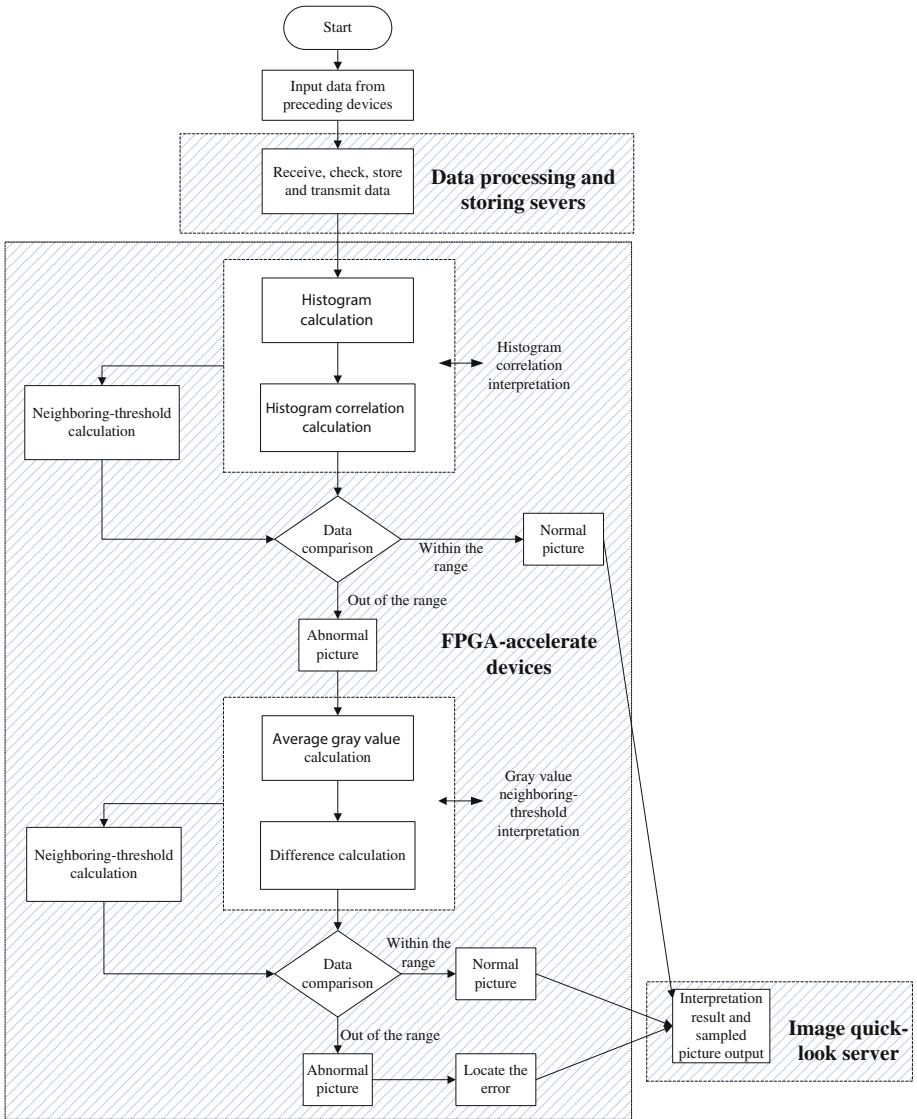 Start
Input data from
preceding devices
Receive, check, store
and transmit data
Data processing and
storing severs
Histogram
calculation
Histogram
correlation
interpretation
Neighboring-threshold
calculation
Histogram correlation
calculation
Data
comparison
Within the
range
Normal
picture
Out of the range
Abnormal
picture
FPGA-accelerate
devices
Average gray value
calculation
Gray value
neighboring-
threshold
interpretation
Neighboring-threshold
calculation
Difference calculation
Data
comparison
Within the
range
Normal
picture
Interpretation
result and
sampled
picture output
Image quick-
look server
Out of the range
Abnormal
picture
Locate the
error